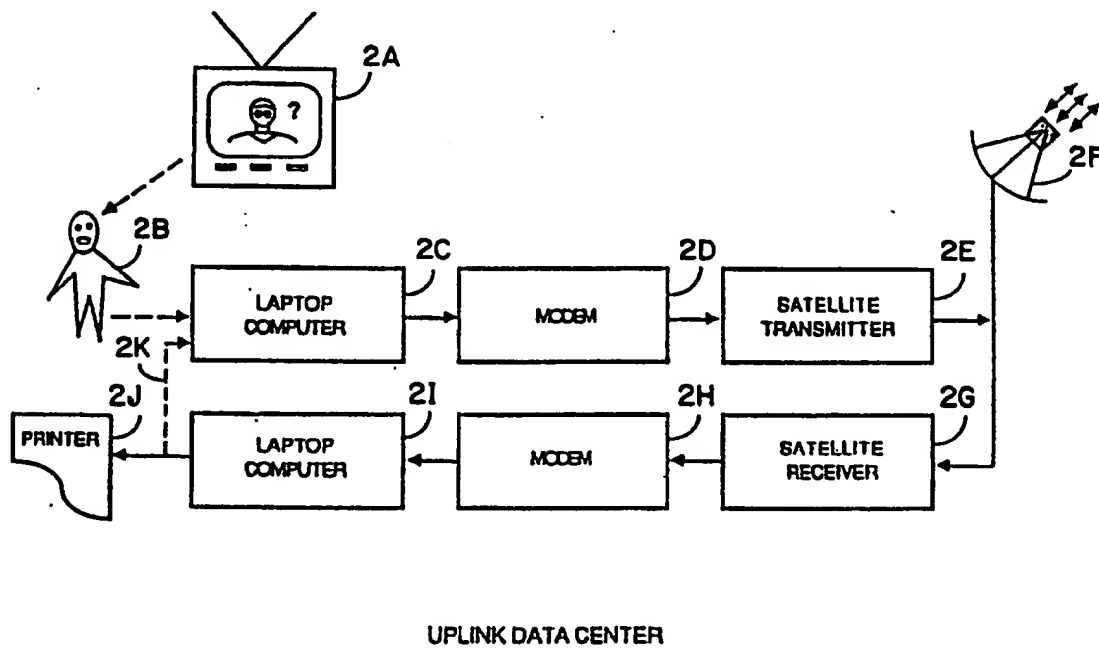 2A
?
2F
2B
2C
2D
2E
LAPTOP
COMPUTER
MODEM
SATELLITE
TRANSMITTER
2K
2J
2I
2H
2G
PRINTER
LAPTOP
COMPUTER
MODEM
SATELLITE
RECEIVER
UPLINK DATA CENTER